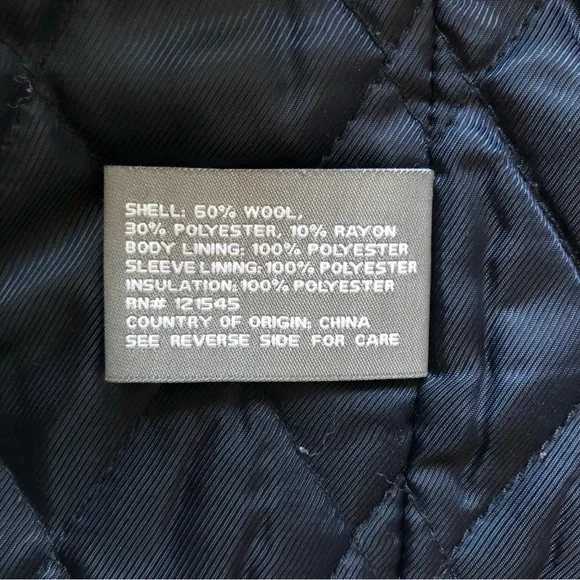 SHELL: 60% WOOL,
30% POLYESTER, 10% RAYON
BODY LINING: 100% POLYESTER
SLEEVE LINING: 100% POLYESTER
INSULATION: 100% POLYESTER
RN# 121545
COUNTRY OF ORIGIN: CHINA
SEE REVERSE SIDE FOR CARE